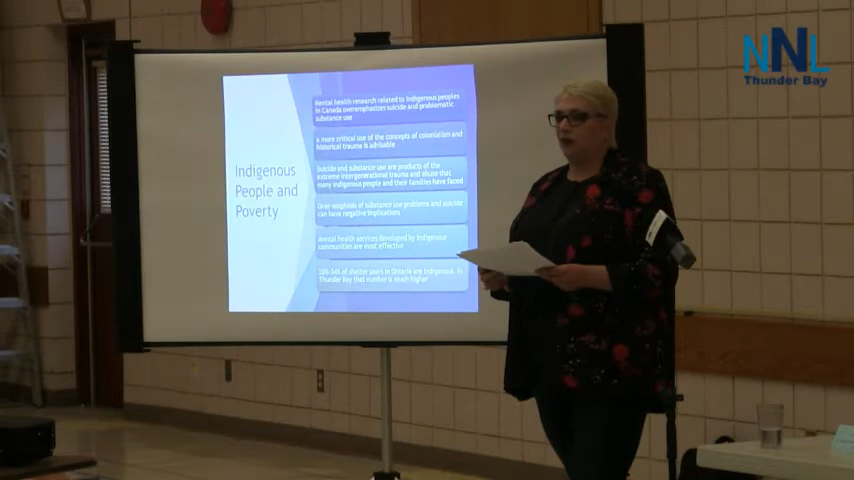 NNL
Thunder Bay
Indigenous
People and
Poverty
Mental health research related to Indigenous peoples
in Canada overemphasizes suicide and problematic
substance use
a more critical use of the concepts of colonialism and
historical trauma is advisable
Suicide and substance use are products of the
extreme intergenerational trauma and abuse that
many Indigenous people and their families have faced
Over-emphasis of substance use problems and suicide
can have negative implications
Mental health services developed by Indigenous
communities are most effective
of shelter users in Ontario are Indigenous. In
Thunder Bay that number is much higher